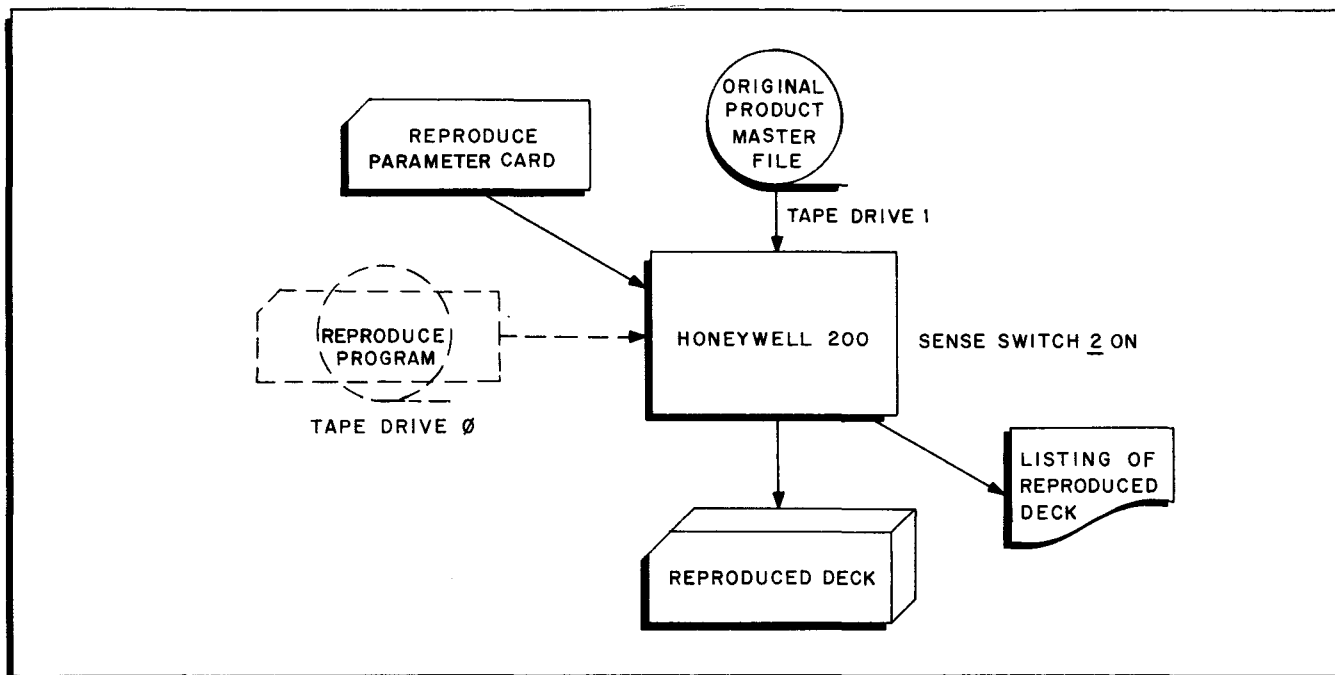 REPRODUCE
PARAMETER CARD
ORIGINAL
PRODUCT
MASTER
FILE
TAPE DRIVE 1
REPRODUCE
PROGRAM
TAPE DRIVE Ø
HONEYWELL 200
SENSE SWITCH 2 ON
LISTING OF
REPRODUCED
DECK
REPRODUCED DECK